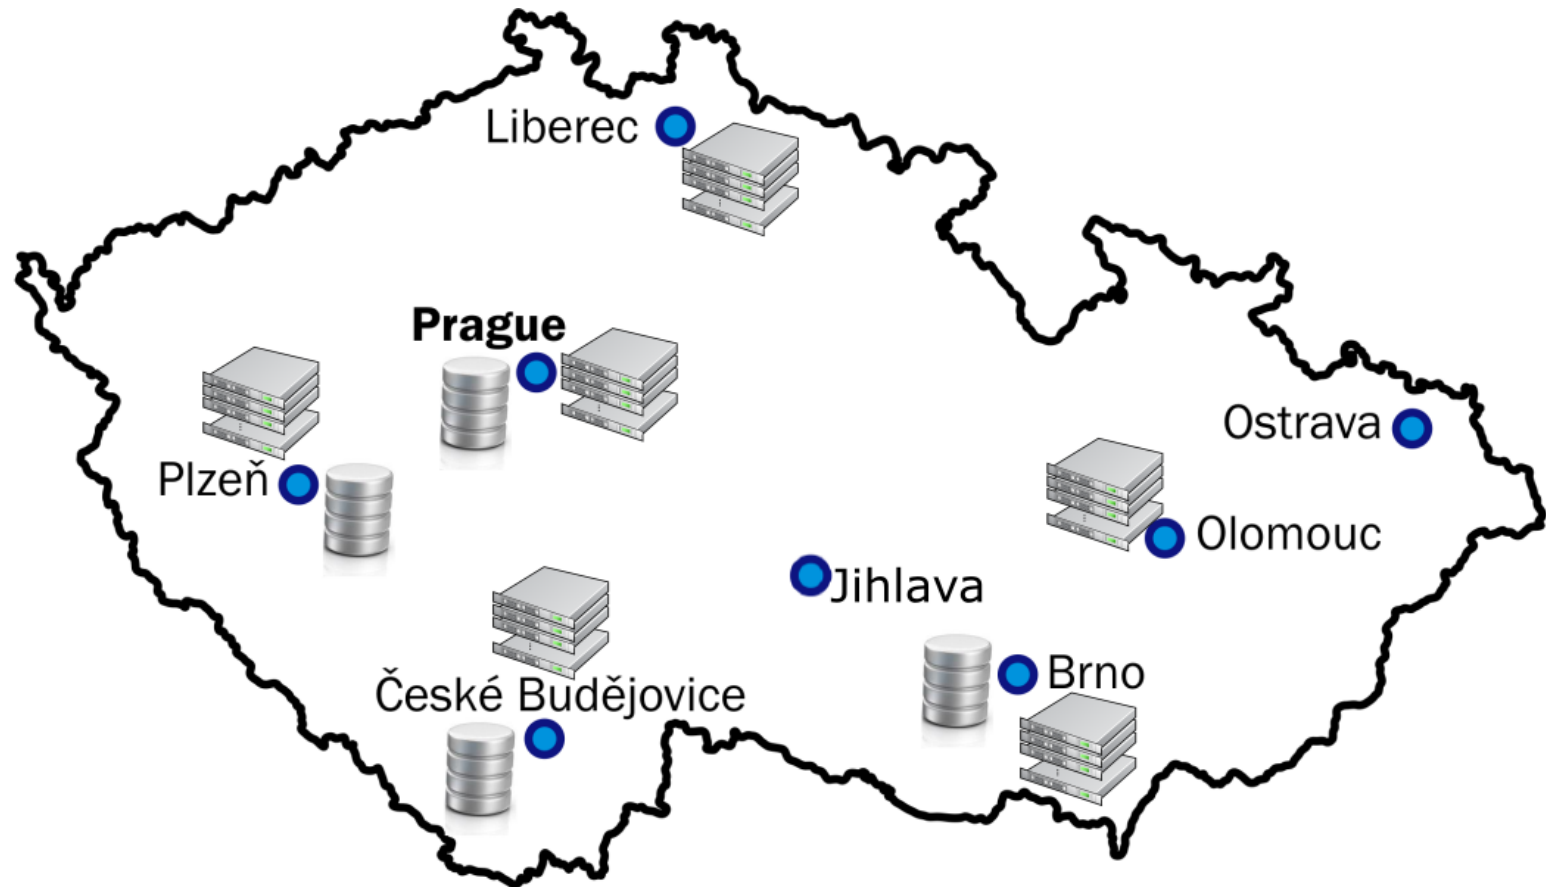 Liberec
Prague
Ostrava
Plzeň
Olomouc
Jihlava
Brno
České Budějovice